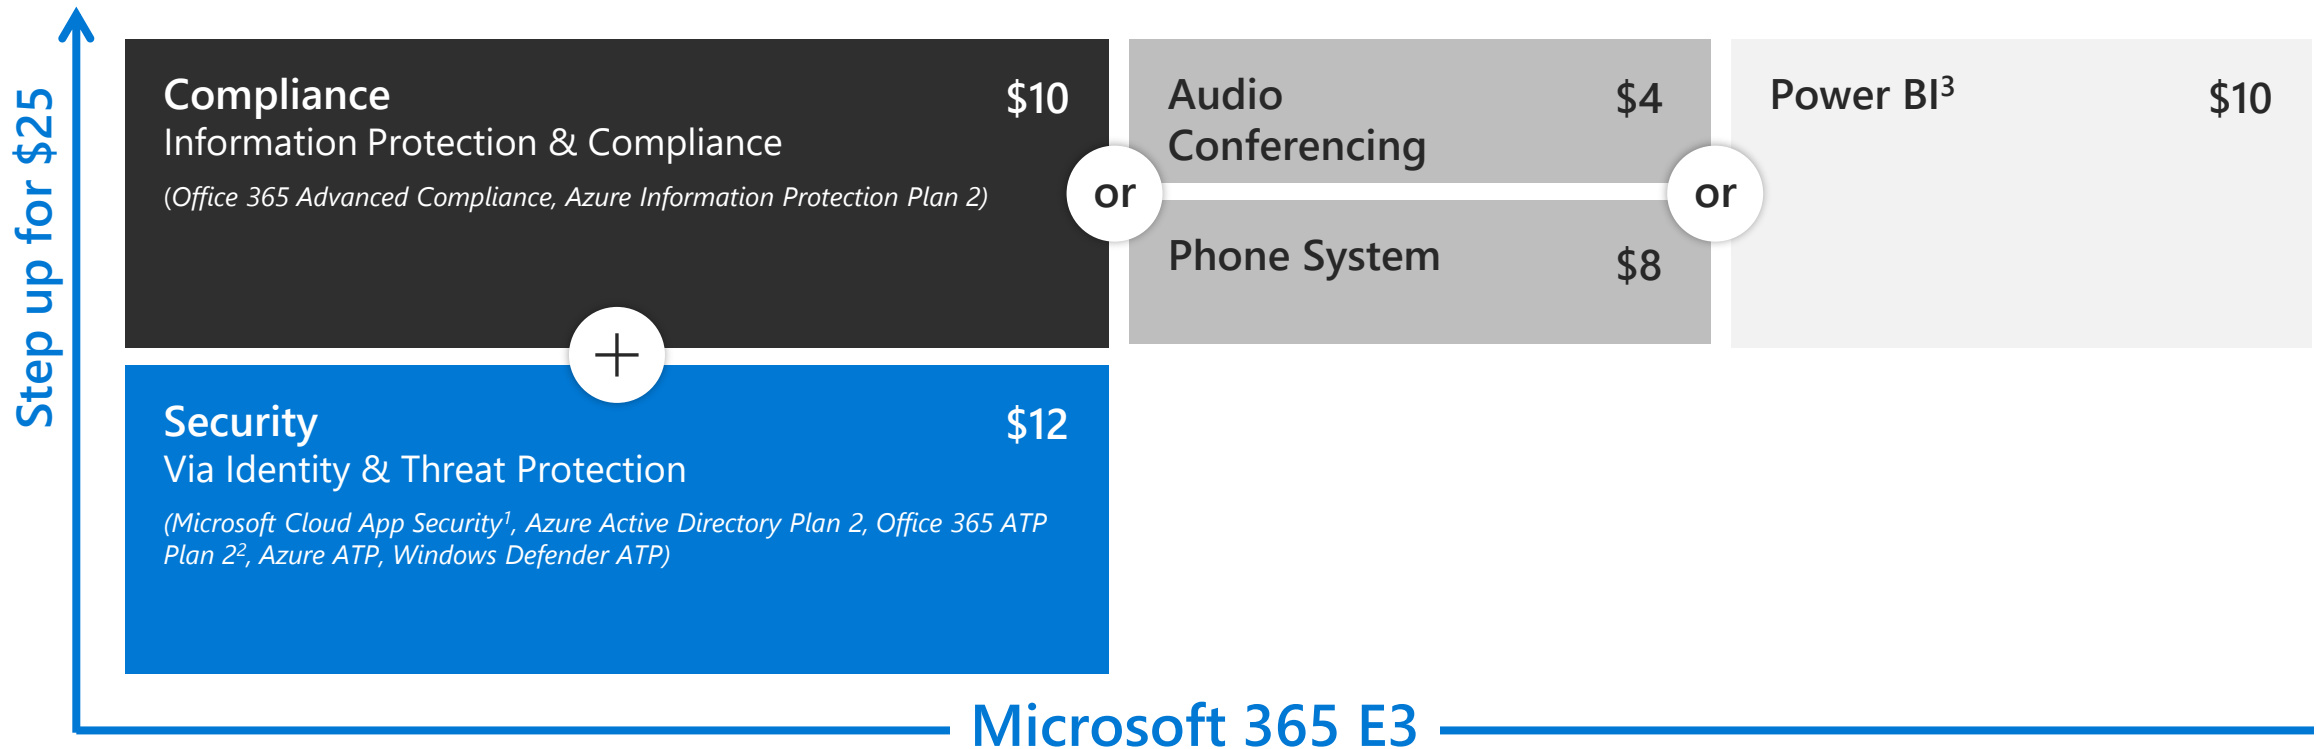 Step up for $25
Compliance $10
Information Protection & Compliance
(Office 365 Advanced Compliance, Azure Information Protection Plan 2)
or
Audio $4
Conferencing
Phone System $8
or
Power BI³ $10
+
Security $12
Via Identity & Threat Protection
(Microsoft Cloud App Security¹, Azure Active Directory Plan 2, Office 365 ATP
Plan 2², Azure ATP, Windows Defender ATP)
Microsoft 365 E3